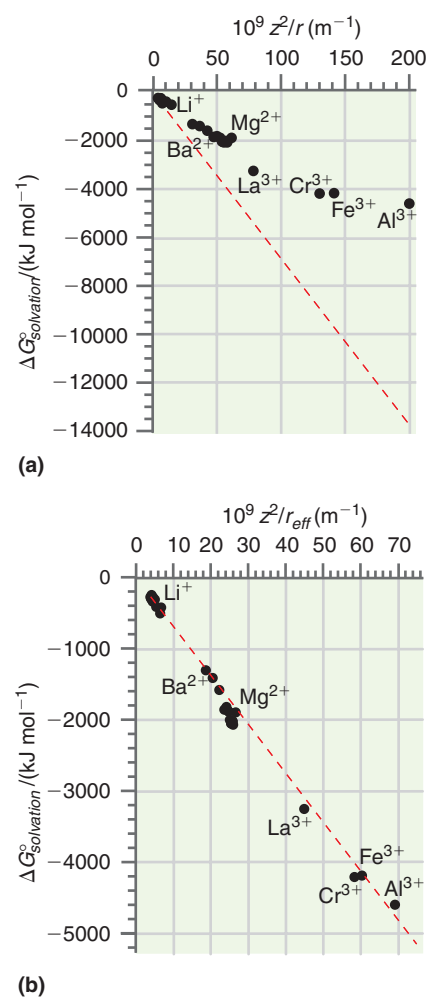 10⁹ z²/r (m⁻¹)
0 50 100 150 200
0
−2000
−4000
−6000
−8000
−10000
−12000
−14000
ΔG°solvation/(kJ mol⁻¹)
Li⁺
Mg²⁺
Ba²⁺
La³⁺ Cr³⁺
Fe³⁺
Al³⁺
(a)
10⁹ z²/r_eff (m⁻¹)
0 10 20 30 40 50 60 70
0
−1000
−2000
−3000
−4000
−5000
ΔG°solvation/(kJ mol⁻¹)
Li⁺
Ba²⁺
Mg²⁺
La³⁺
Fe³⁺
Cr³⁺ Al³⁺
(b)